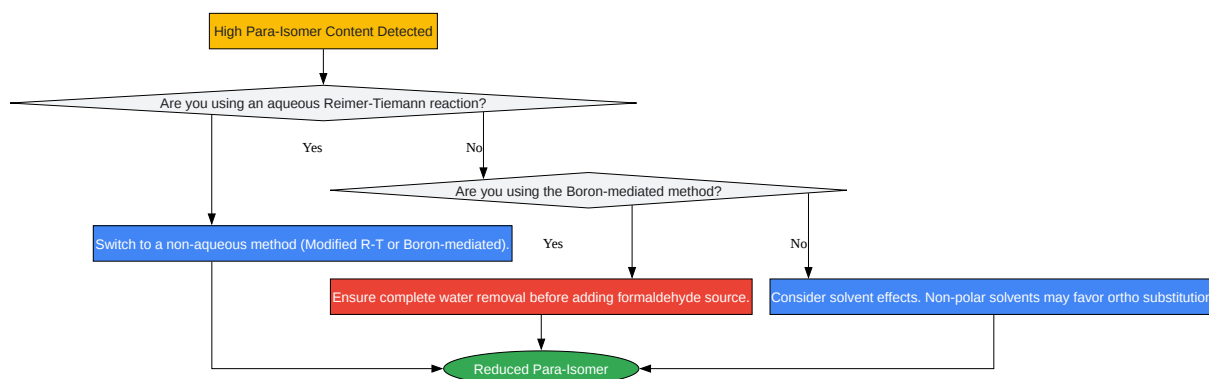 High Para-Isomer Content Detected
Are you using an aqueous Reimer-Tiemann reaction?
Yes
No
Are you using the Boron-mediated method?
Switch to a non-aqueous method (Modified R-T or Boron-mediated).
Yes
No
Ensure complete water removal before adding formaldehyde source.
Consider solvent effects. Non-polar solvents may favor ortho substitution
Reduced Para-Isomer